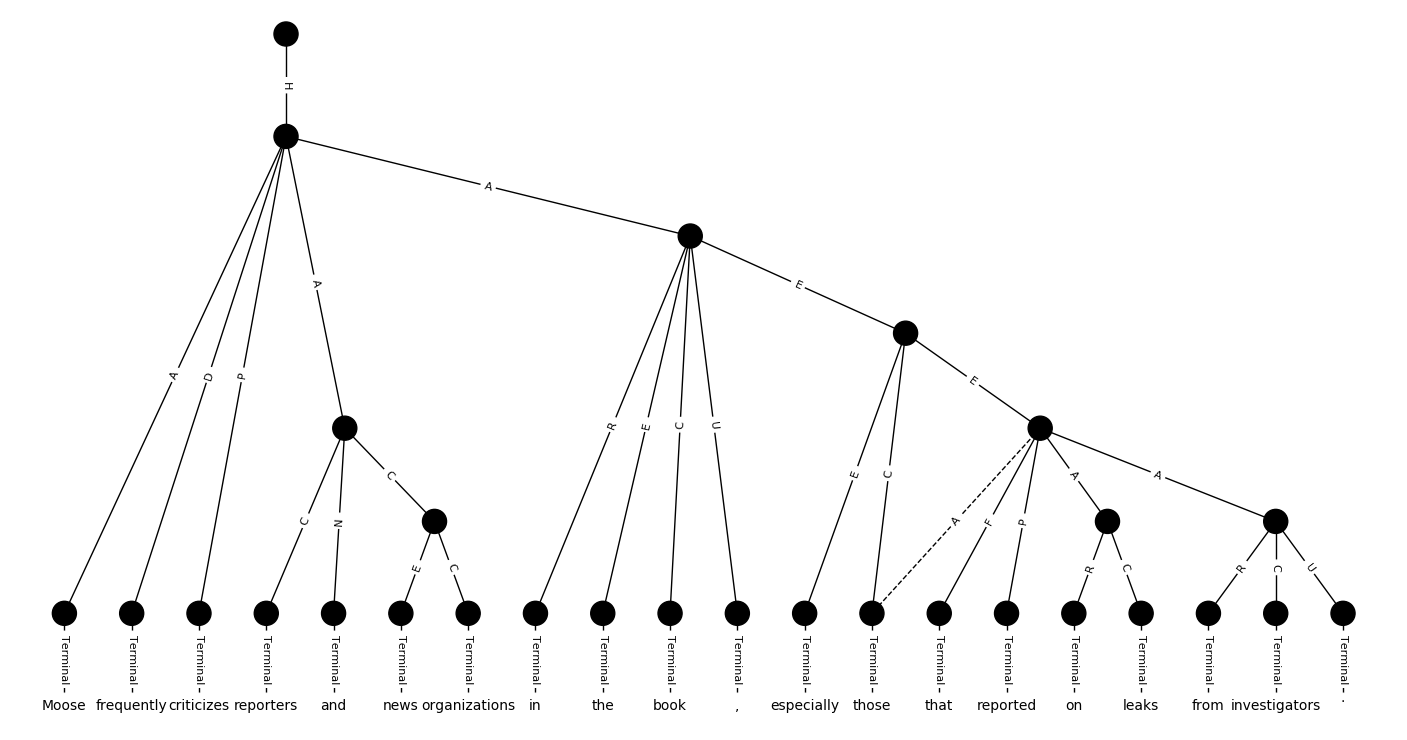 H
A
E
E
A
D
P
A
C
N
C
E
C
R
E
C
U
E
C
A
F
P
A
R
C
A
R
C
U
Terminal Terminal Terminal Terminal Terminal Terminal Terminal Terminal Terminal Terminal Terminal Terminal Terminal Terminal Terminal Terminal Terminal Terminal Terminal Terminal
Moose frequently criticizes reporters and news organizations in the book , especially those that reported on leaks from investigators .